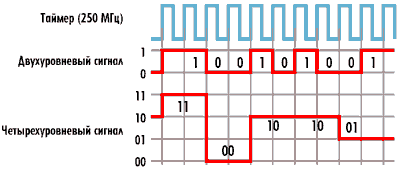 Таймер (250 МГц)
1
Двухуровневый сигнал 1 0 0 1 0 1 0 0 1
0
11
11
10
10 10 01
Четырехуровневый сигнал
01
00
00